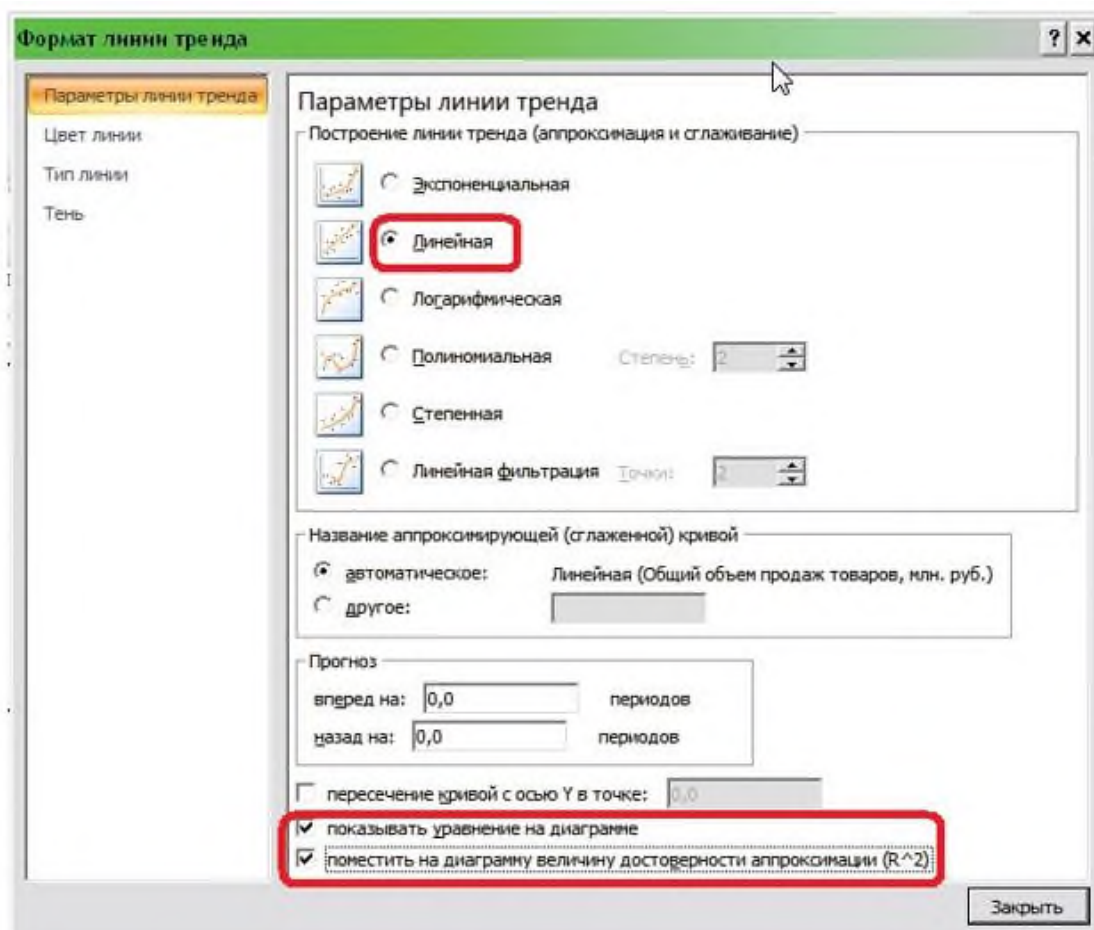 Формат линии тренда
Параметры линии тренда
Цвет линии
Тип линии
Тень
Параметры линии тренда
Построение линии тренда (аппроксимация и сглаживание)
Экспоненциальная
Линейная
Логарифмическая
Полиномиальная Степень: 2
Степенная
Линейная фильтрация Точки: 2
Название аппроксимирующей (сглаженной) кривой
автоматическое: Линейная (Общий объем продаж товаров, млн. руб.)
другое:
Прогноз
вперед на: 0,0 периодов
назад на: 0,0 периодов
пересечение кривой с осью Y в точке: 0,0
показывать уравнение на диаграмме
поместить на диаграмму величину достоверности аппроксимации (R^2)
Закрыть